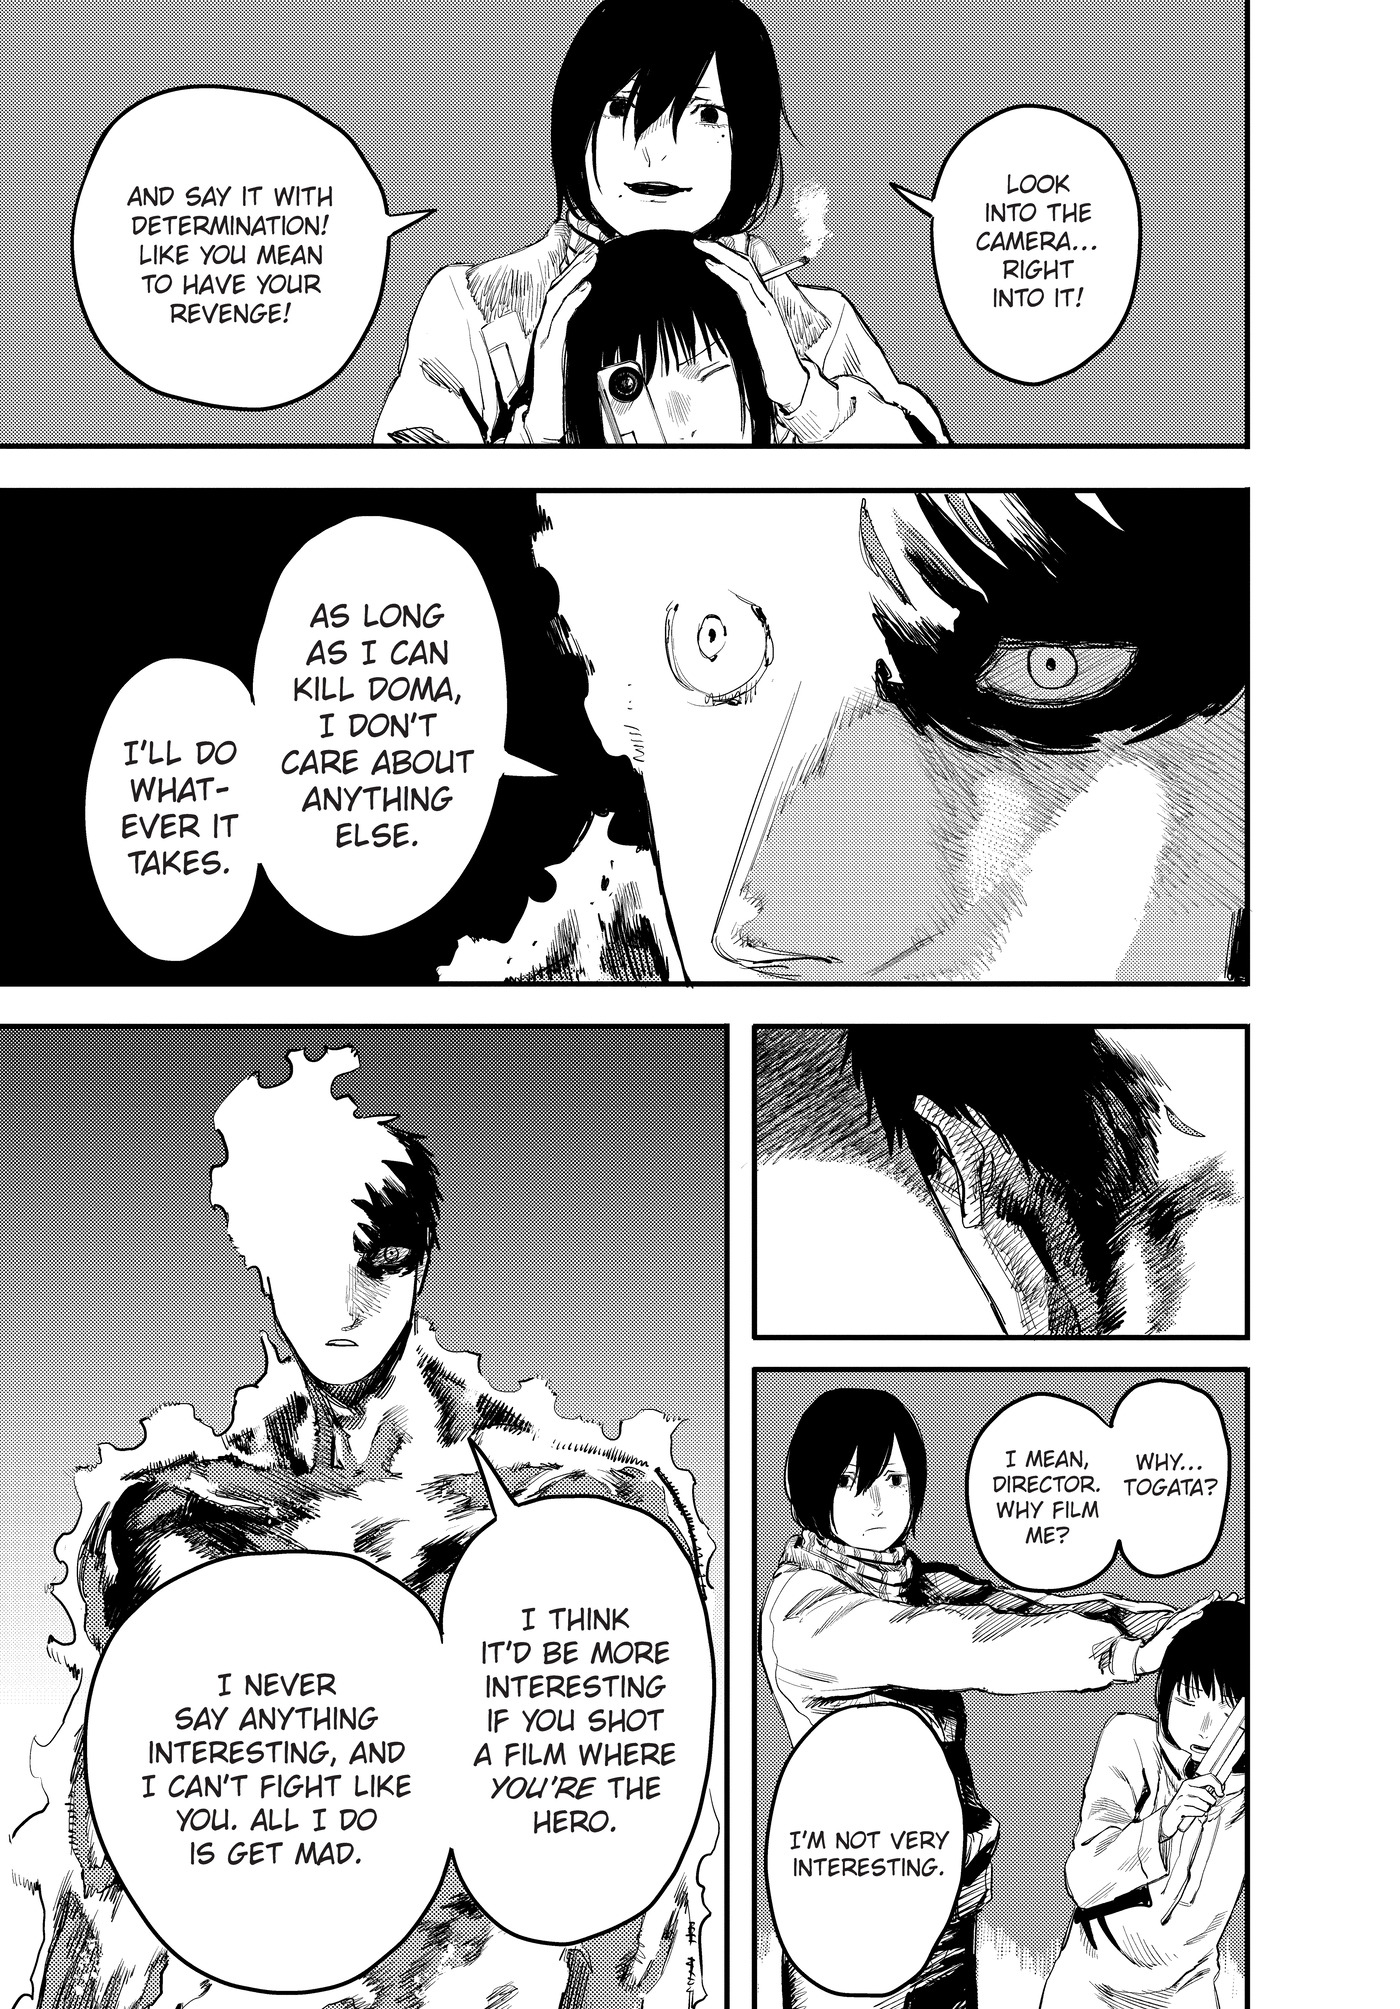 LOOK
INTO THE
CAMERA...
RIGHT
INTO IT!
AND SAY IT WITH
DETERMINATION!
LIKE YOU MEAN
TO HAVE YOUR
REVENGE!
AS LONG
AS I CAN
KILL DOMA,
I DON'T
CARE ABOUT
ANYTHING
ELSE.
I'LL DO
WHAT-
EVER IT
TAKES.
WHY...
TOGATA?
I MEAN,
DIRECTOR.
WHY FILM
ME?
I'M NOT VERY
INTERESTING.
I THINK
IT'D BE MORE
INTERESTING
IF YOU SHOT
A FILM WHERE
YOU'RE THE
HERO.
I NEVER
SAY ANYTHING
INTERESTING, AND
I CAN'T FIGHT LIKE
YOU. ALL I DO
IS GET MAD.